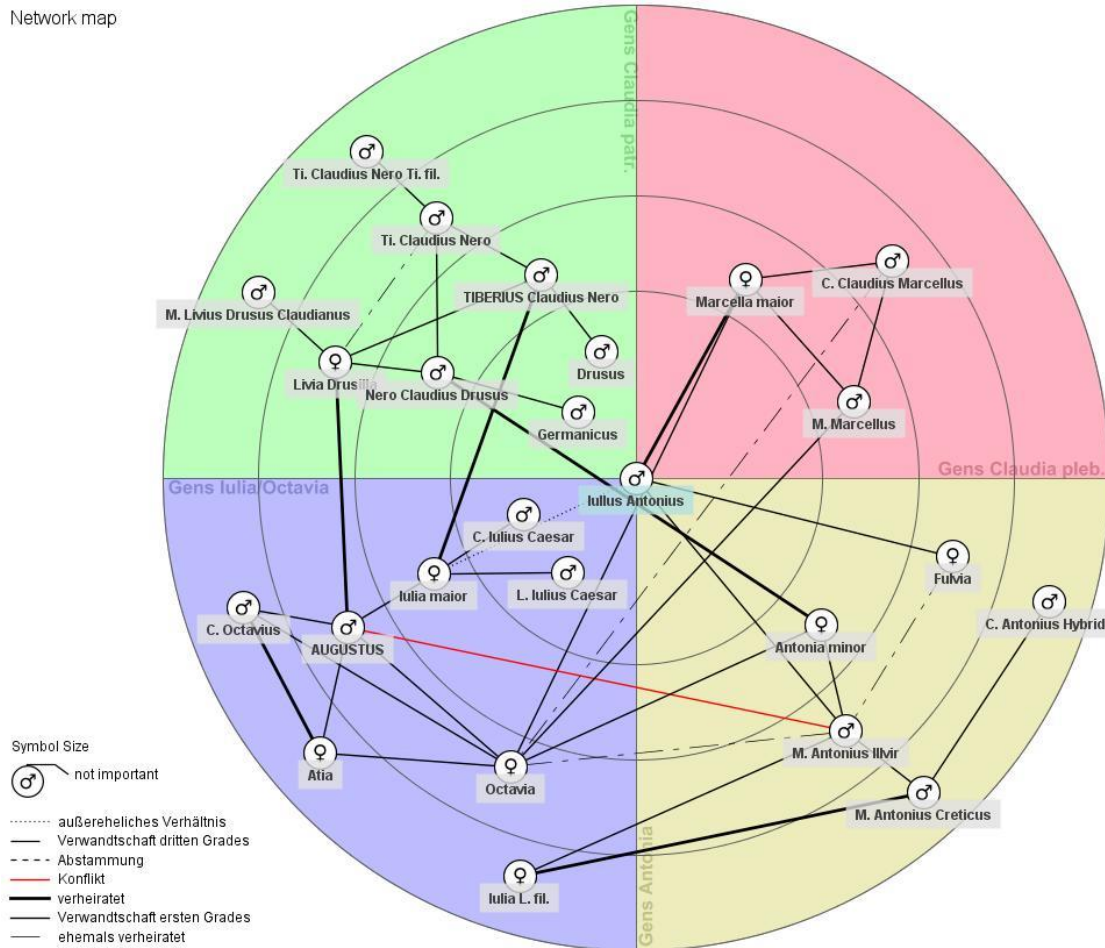 Network map
Gens Claudia patr.
Ti. Claudius Nero Ti. fil.
Ti. Claudius Nero
TIBERIUS Claudius Nero
M. Livius Drusus Claudianus
Livia Drusilla
Nero Claudius Drusus
Drusus
Germanicus
Marcella maior
C. Claudius Marcellus
M. Marcellus
Gens Claudia pleb.
Gens Iulia/Octavia
Iullus Antonius
C. Iulius Caesar
Iulia maior
L. Iulius Caesar
Fulvia
C. Antonius Hybrid
C. Octavius
AUGUSTUS
Antonia minor
M. Antonius IIIvir
Atia
Octavia
M. Antonius Creticus
Iulia L. fil.
Gens Antonia
Symbol Size
not important
außereheliches Verhältnis
Verwandtschaft dritten Grades
Abstammung
Konflikt
verheiratet
Verwandtschaft ersten Grades
ehemals verheiratet